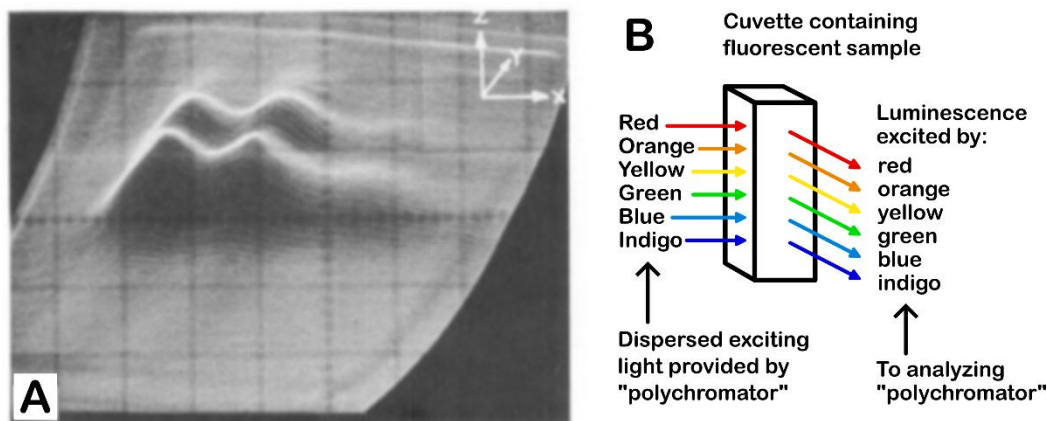 Z
Y
X
A
B
Cuvette containing
fluorescent sample
Red
Orange
Yellow
Green
Blue
Indigo
Luminescence
excited by:
red
orange
yellow
green
blue
indigo
Dispersed exciting
light provided by
"polychromator"
To analyzing
"polychromator"